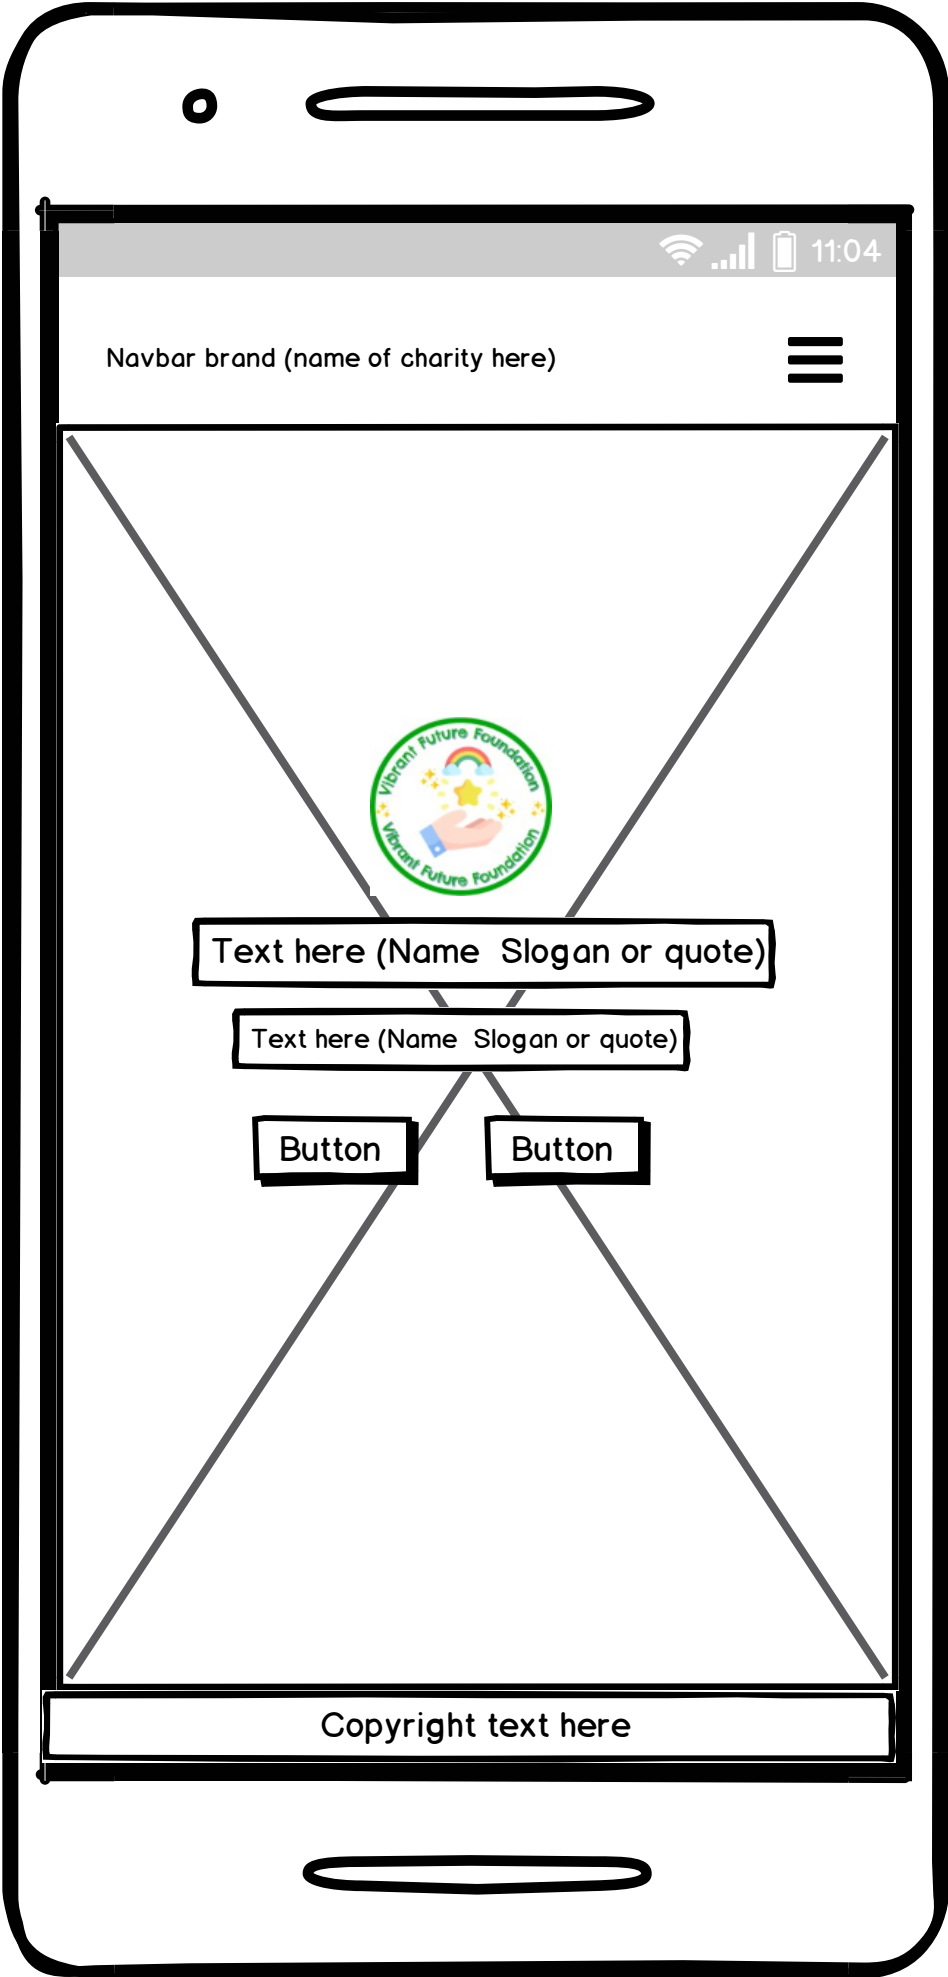 11:04
Navbar brand (name of charity here)
Vibrant Future Foundation
Vibrant Future Foundation
Text here (Name  Slogan or quote)
Text here (Name  Slogan or quote)
Button Button
Copyright text here